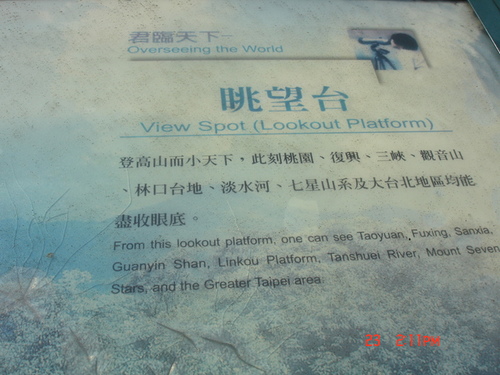 君臨天下-
Overseeing the World
眺望台
View Spot (Lookout Platform)
登高山而小天下,此刻桃園、復興、三峽、觀音山
、林口台地、淡水河、七星山系及大台北地區均能
盡收眼底。
From this lookout platform, one can see Taoyuan, Fuxing, Sanxia,
Guanyin Shan, Linkou Platform, Tanshuei River, Mount Seven
Stars, and the Greater Taipei area.